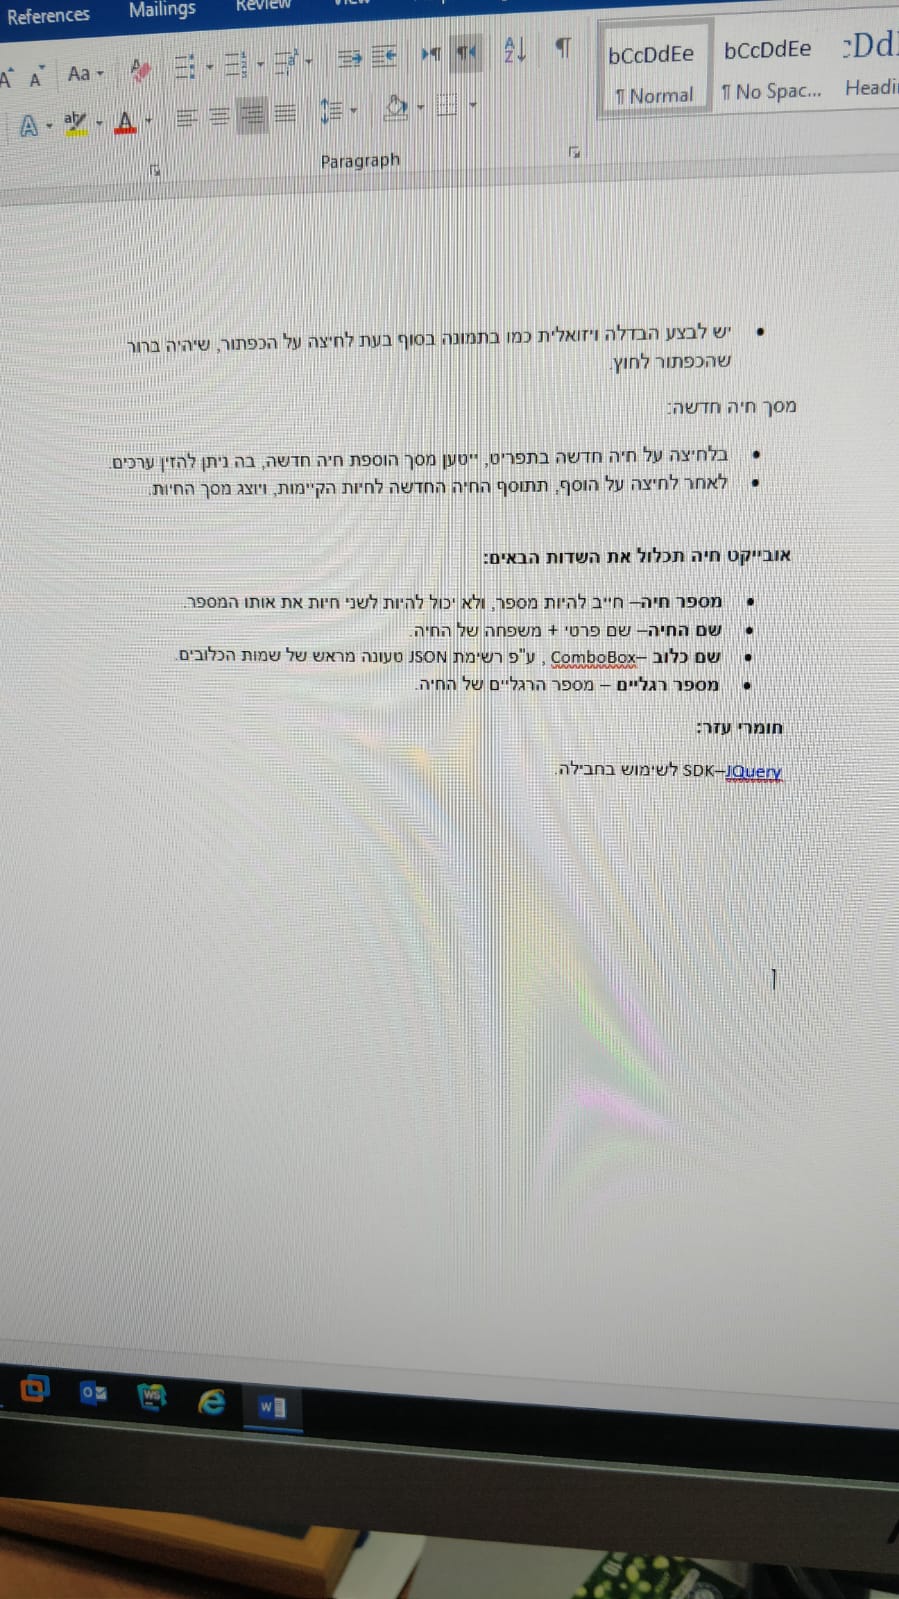 References Mailings Review View
Aa
bCcDdEe bCcDdEe
¶ Normal ¶ No Spac...
Paragraph
יש לבצע הבדלה ויזואלית כמו בתמונה בסוף בעת לחיצה על הכפתור, שיהיה ברור
שהכפתור לחוץ.
מסך חיה חדשה:
בלחיצה על חיה חדשה בתפריט, ייטען מסך הוספת חיה חדשה, בה ניתן להזין ערכים.
לאחר לחיצה על הוסף, תתוסף החיה החדשה לחיות הקיימות, ויוצג מסך החיות.
אובייקט חיה תכלול את השדות הבאים:
מספר חיה– חייב להיות מספר, ולא יכול להיות לשני חיות את אותו המספר.
שם החיה– שם פרטי + משפחה של החיה.
שם כלוב –ComboBox , ע"פ רשימת JSON טעונה מראש של שמות הכלובים.
מספר רגליים – מספר הרגליים של החיה.
חומרי עזר:
JQuery–SDK לשימוש בחבילה.
WS